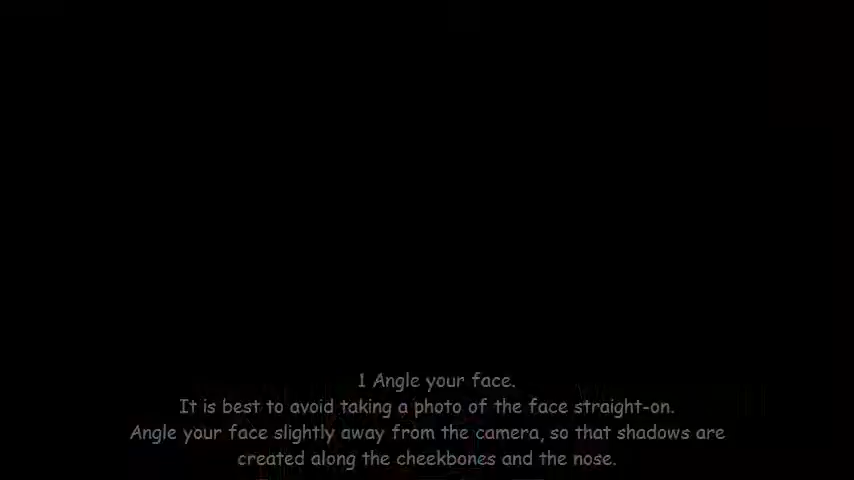 1 Angle your face.
It is best to avoid taking a photo of the face straight-on.
Angle your face slightly away from the camera, so that shadows are
created along the cheekbones and the nose.